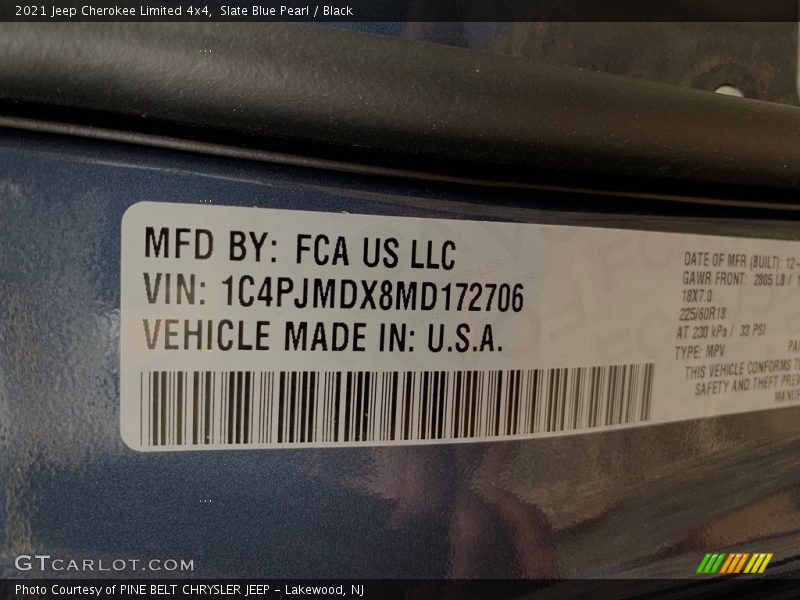 2021 Jeep Cherokee Limited 4x4, Slate Blue Pearl / Black
MFD BY: FCA US LLC
VIN: 1C4PJMDX8MD172706
VEHICLE MADE IN: U.S.A.
DATE OF MFR (BUILT): 12-
GAWR FRONT: 2805 LB /
18X7.0
225/60R18
AT 230 kPa / 33 PSI
TYPE: MPV
THIS VEHICLE CONFORMS
SAFETY AND THEFT
GTCARLOT.COM
Photo Courtesy of PINE BELT CHRYSLER JEEP - Lakewood, NJ